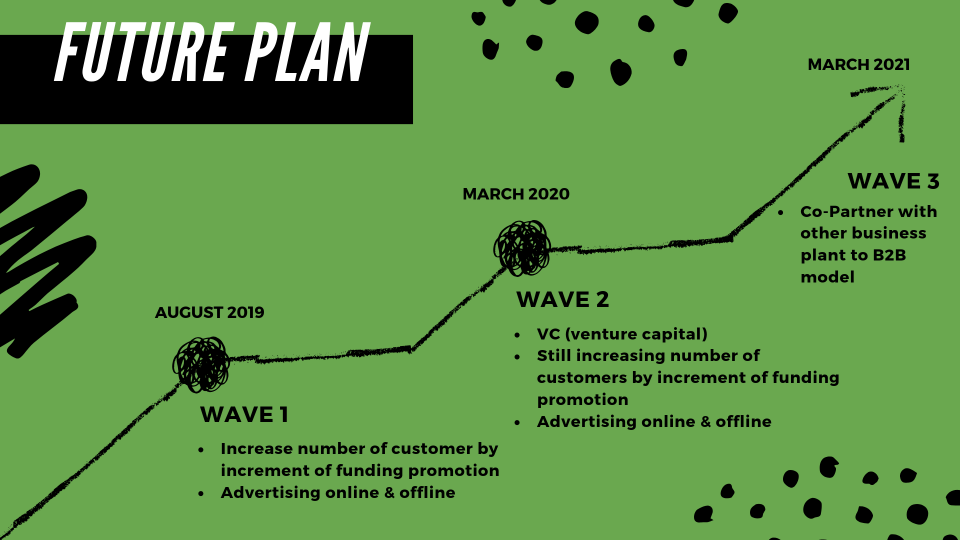 FUTURE PLAN
MARCH 2021
WAVE 3
• Co-Partner with
other business
plant to B2B
model
MARCH 2020
WAVE 2
• VC (venture capital)
• Still increasing number of
customers by increment of funding
promotion
• Advertising online & offline
AUGUST 2019
WAVE 1
• Increase number of customer by
increment of funding promotion
• Advertising online & offline